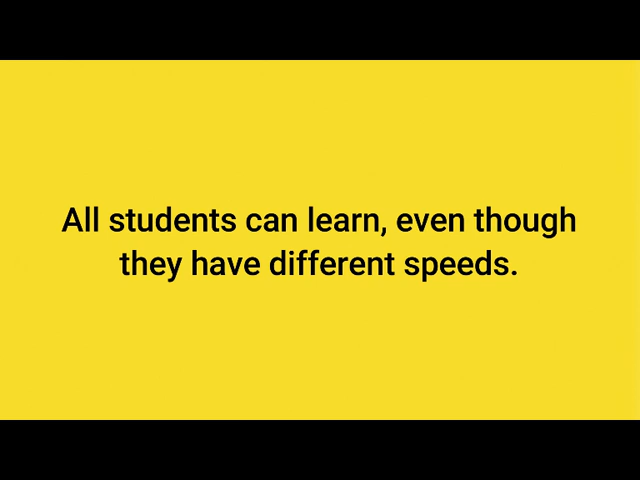 All students can learn, even though
they have different speeds.